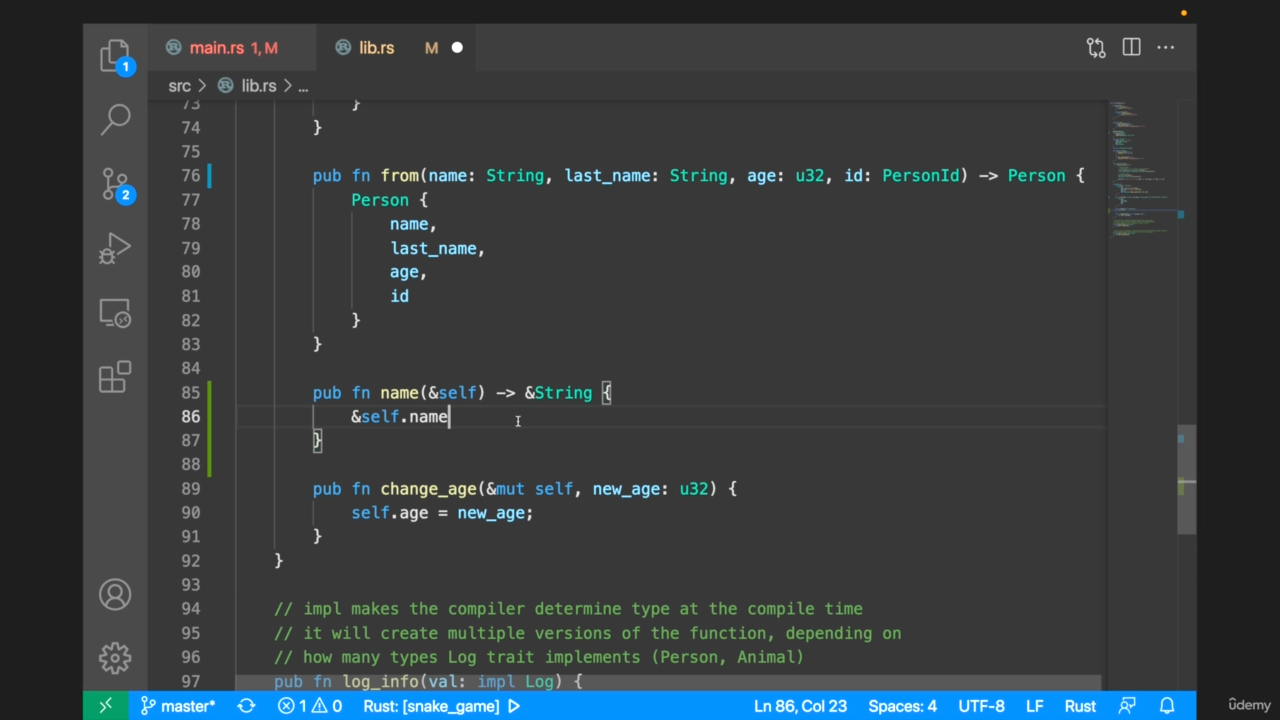 main.rs 1, M
lib.rs M
src > lib.rs > ...
73 }
74 }
75
76 pub fn from(name: String, last_name: String, age: u32, id: PersonId) -> Person {
77 Person {
78 name,
79 last_name,
80 age,
81 id
82 }
83 }
84
85 pub fn name(&self) -> &String {
86 &self.name
87 }
88
89 pub fn change_age(&mut self, new_age: u32) {
90 self.age = new_age;
91 }
92 }
93
94 // impl makes the compiler determine type at the compile time
95 // it will create multiple versions of the function, depending on
96 // how many types Log trait implements (Person, Animal)
97 pub fn log_info(val: impl Log) {
1
2
master* 1 0 Rust: [snake_game] Ln 86, Col 23 Spaces: 4 UTF-8 LF Rust
ûdemy